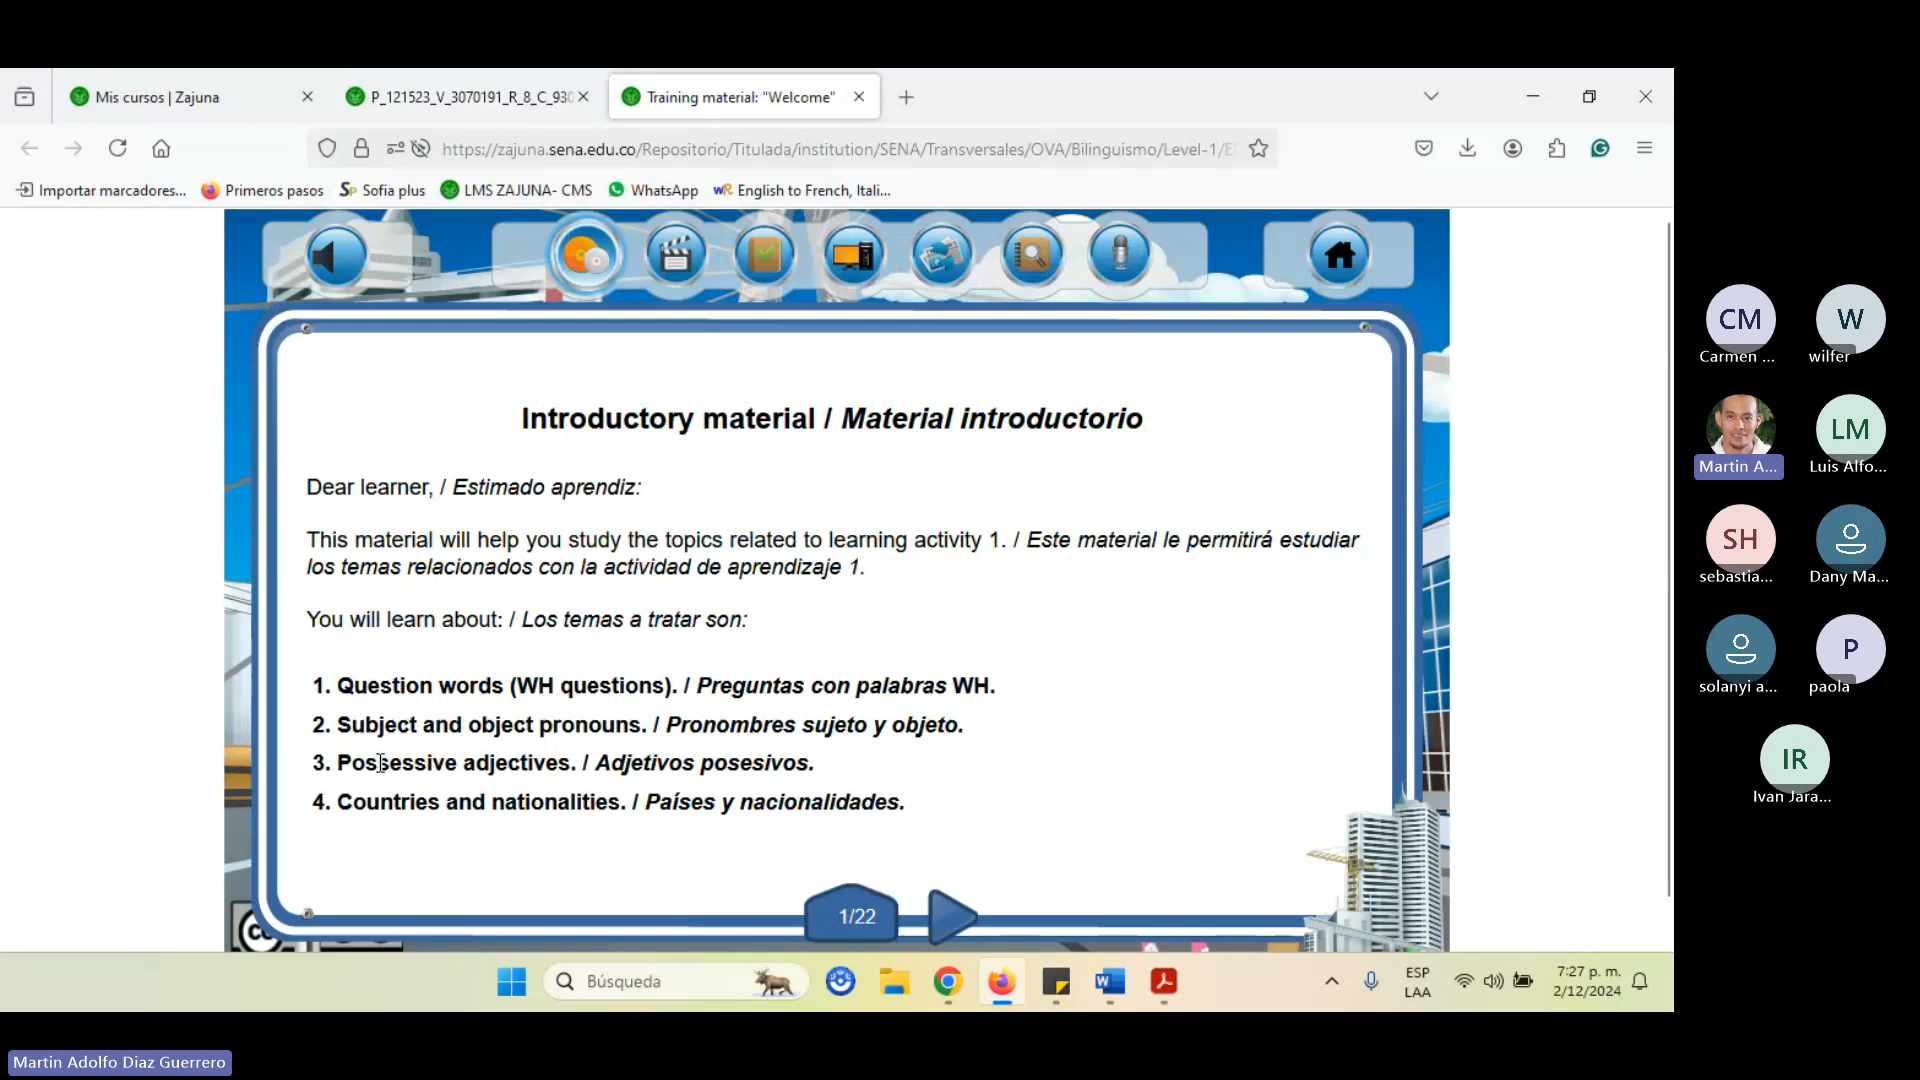 Mis cursos | Zajuna
P_121523_V_3070191_R_8_C_930
Training material: "Welcome"
https://zajuna.sena.edu.co/Repositorio/Titulada/institution/SENA/Transversales/OVA/Bilinguismo/Level-1/E
Importar marcadores...
Primeros pasos
Sofia plus
LMS ZAJUNA- CMS
WhatsApp
English to French, Itali...
Introductory material / Material introductorio
Dear learner, / Estimado aprendiz:
This material will help you study the topics related to learning activity 1. / Este material le permitirá estudiar
los temas relacionados con la actividad de aprendizaje 1.
You will learn about: / Los temas a tratar son:
1. Question words (WH questions). / Preguntas con palabras WH.
2. Subject and object pronouns. / Pronombres sujeto y objeto.
3. Possessive adjectives. / Adjetivos posesivos.
4. Countries and nationalities. / Países y nacionalidades.
1/22
Búsqueda
ESP
LAA
7:27 p. m.
2/12/2024
CM
Carmen ...
W
wilfer
Martin A...
LM
Luis Alfo...
SH
sebastia...
Dany Ma...
solanyi a...
P
paola
IR
Ivan Jara...
Martin Adolfo Diaz Guerrero